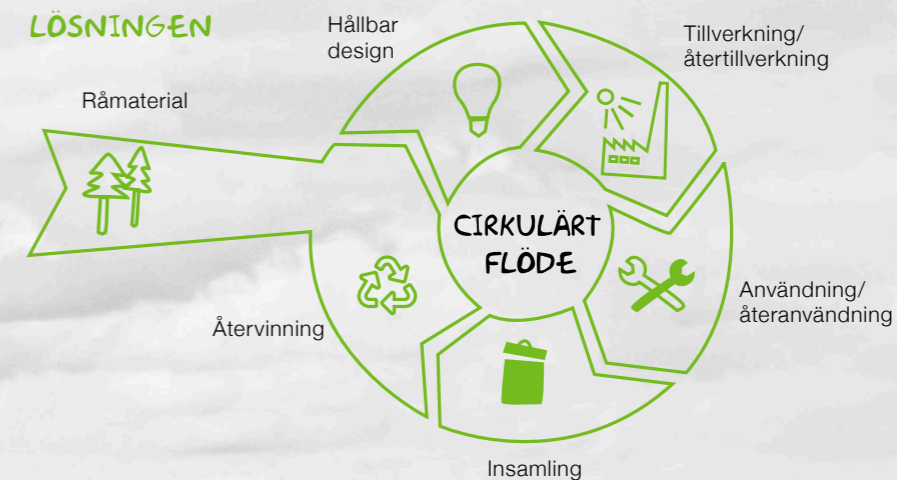 LÖSNINGEN
Råmaterial
Hållbar
design
Tillverkning/
återtillverkning
CIRKULÄRT
FLÖDE
Användning/
återanvändning
Återvinning
Insamling